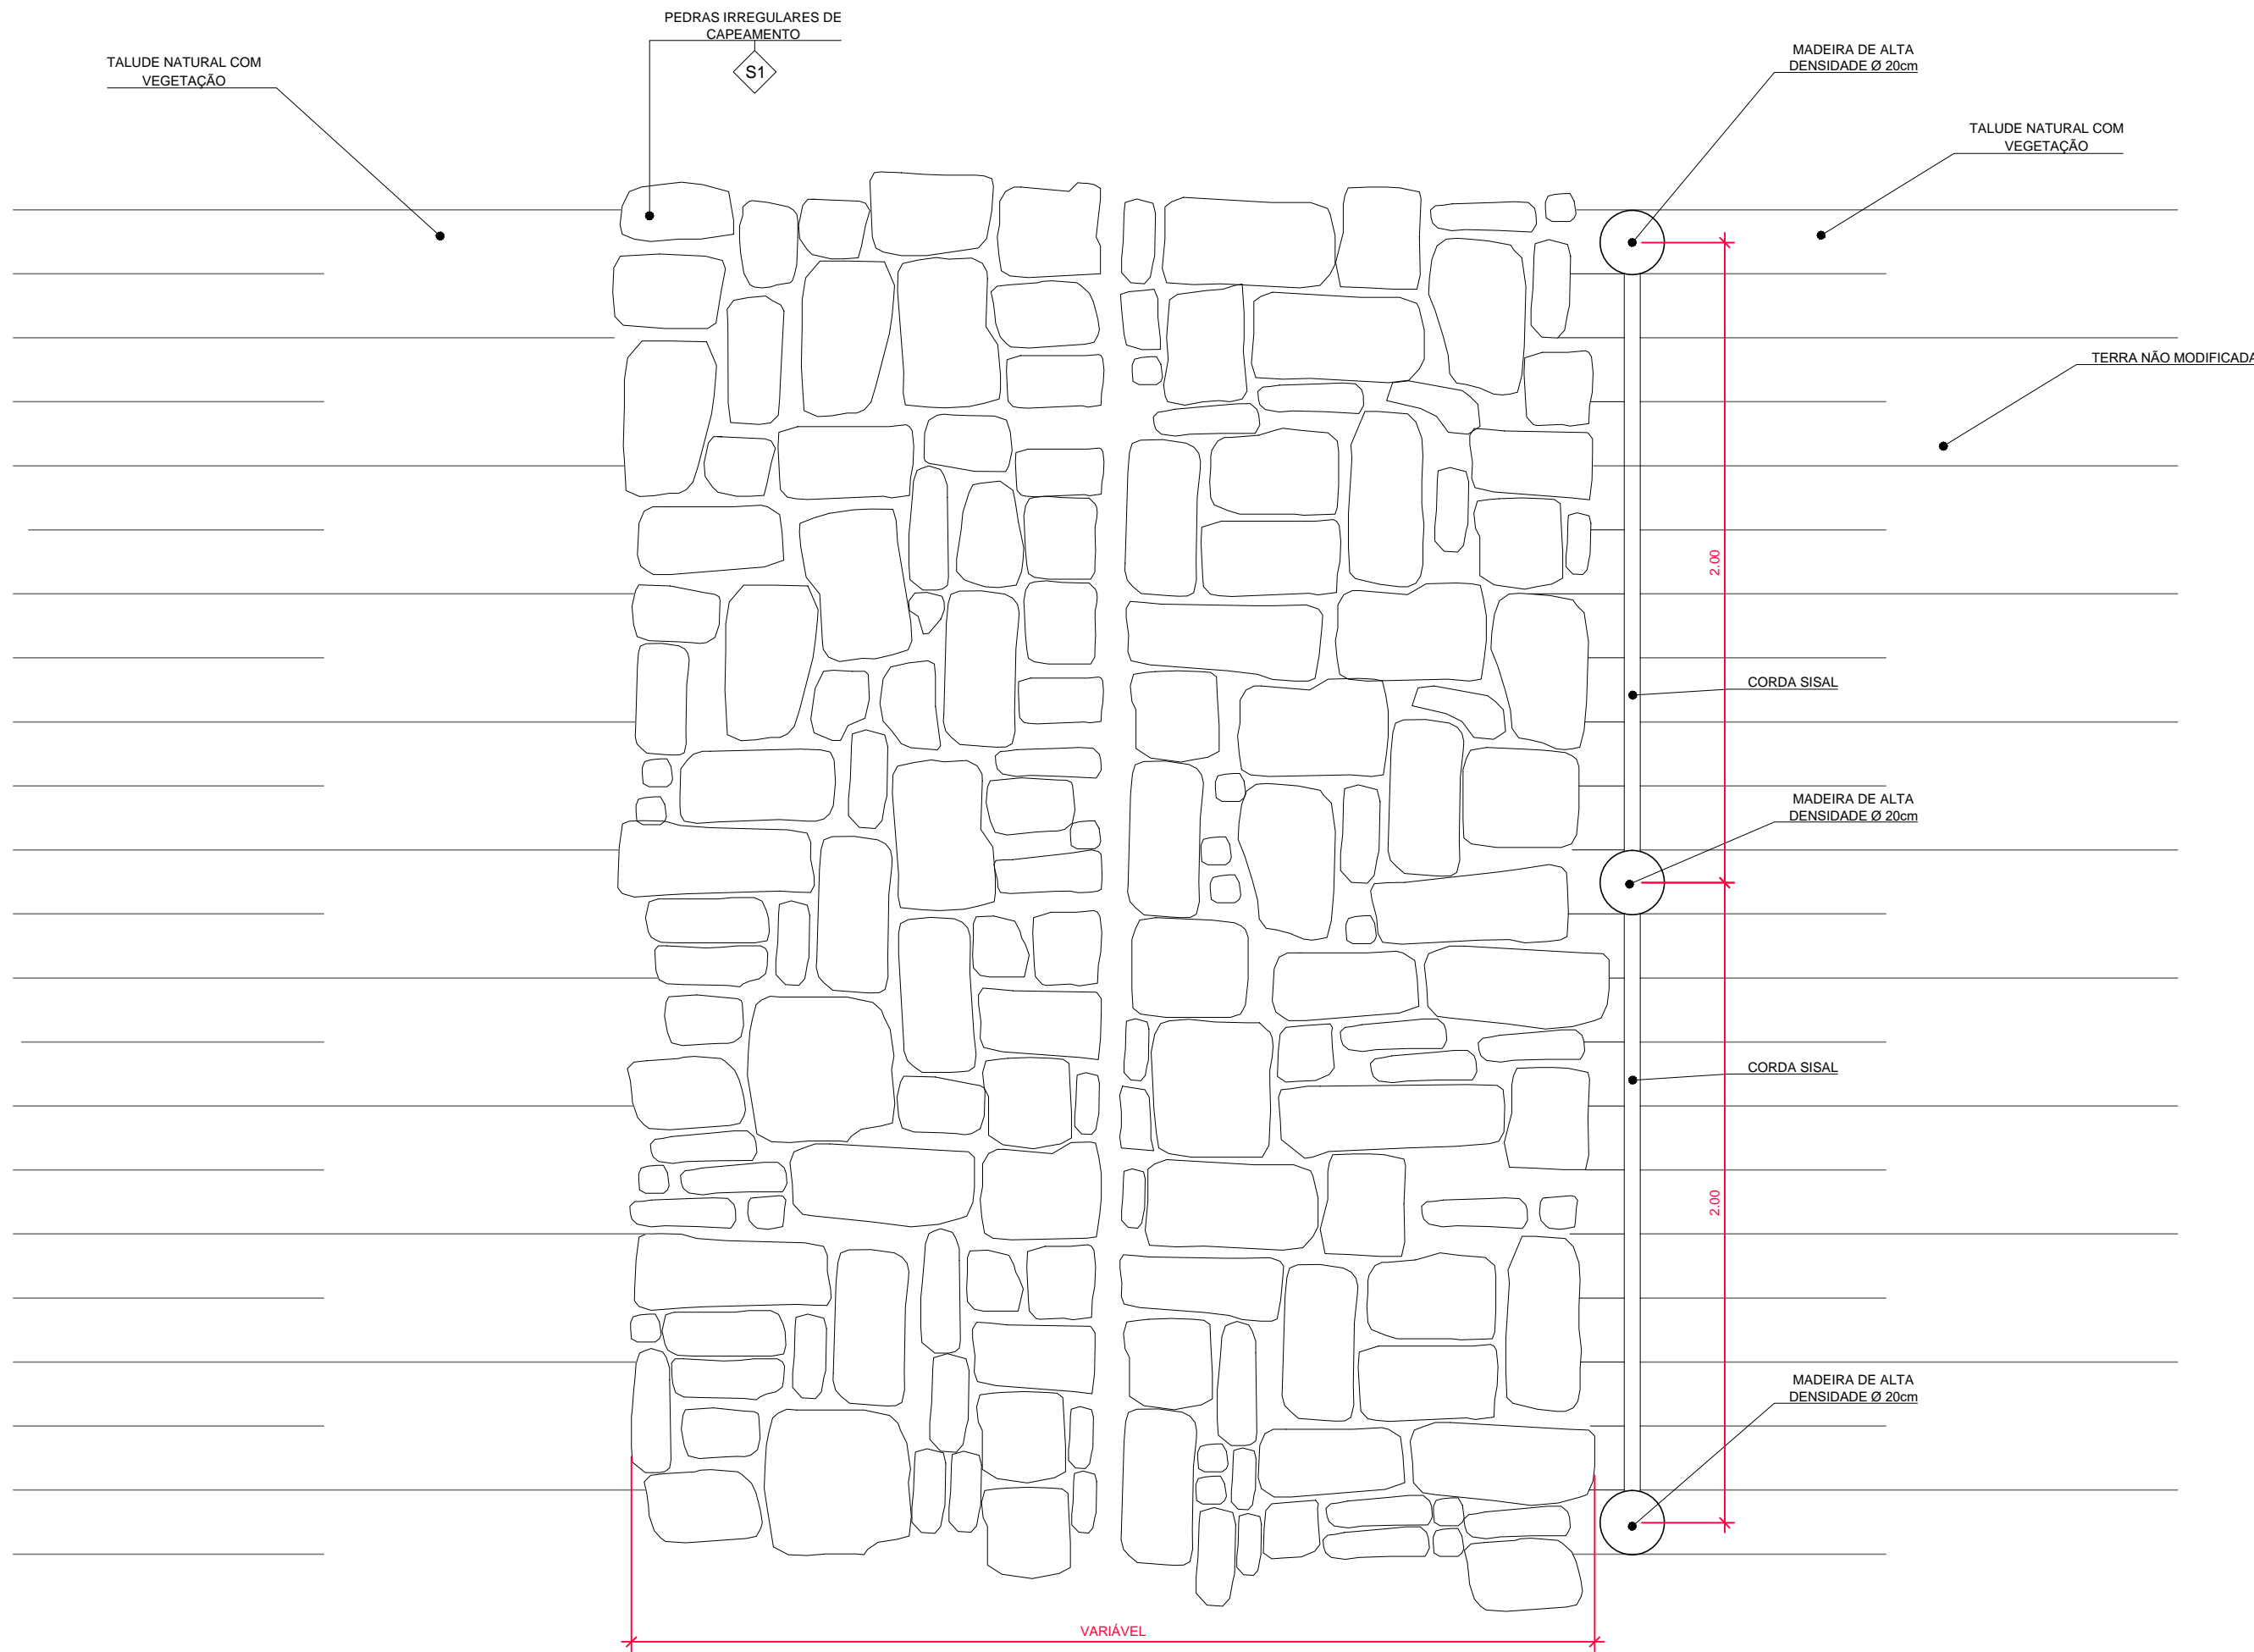 PEDRAS IRREGULARES DE
CAPEAMENTO
S1
TALUDE NATURAL COM
VEGETAÇÃO
MADEIRA DE ALTA
DENSIDADE Ø 20cm
TALUDE NATURAL COM
VEGETAÇÃO
TERRA NÃO MODIFICADA
2.00
CORDA SISAL
MADEIRA DE ALTA
DENSIDADE Ø 20cm
CORDA SISAL
2.00
MADEIRA DE ALTA
DENSIDADE Ø 20cm
VARIÁVEL